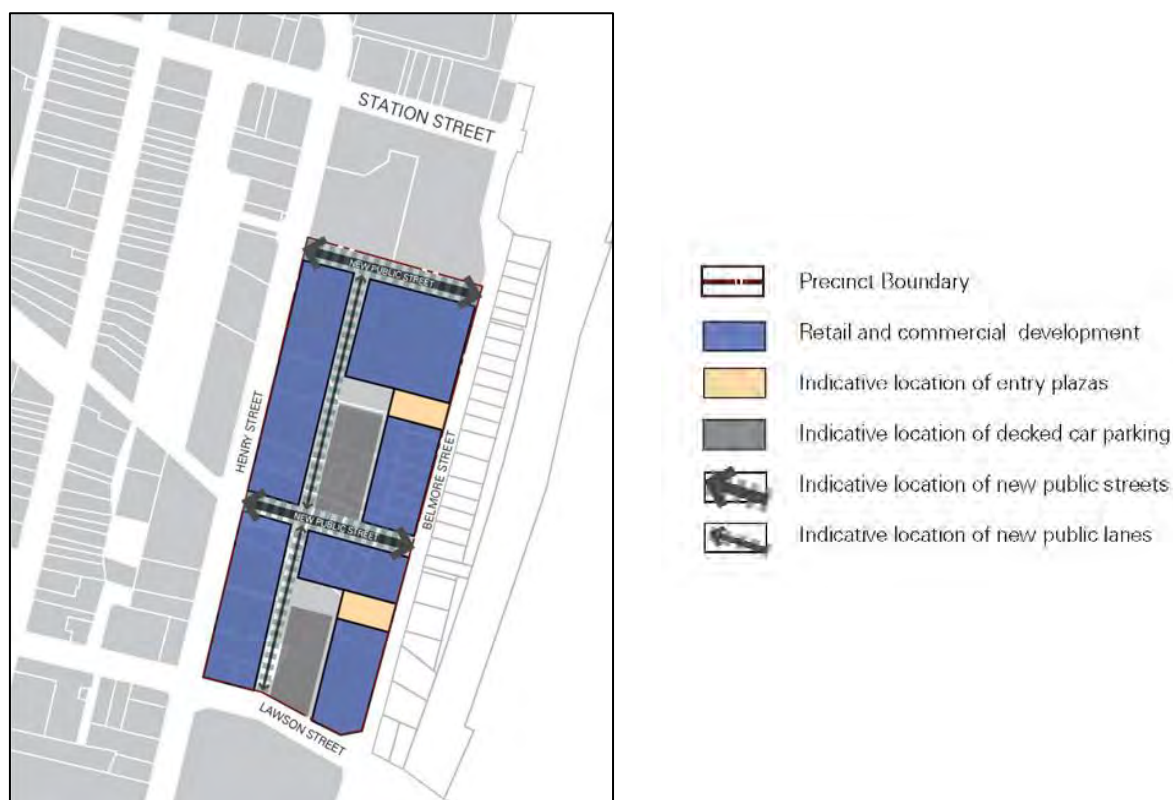 STATION STREET
NEW PUBLIC STREET
HENRY STREET
BELMORE STREET
NEW PUBLIC STREET
LAWSON STREET
Precinct Boundary
Retail and commercial development
Indicative location of entry plazas
Indicative location of decked car parking
Indicative location of new public streets
Indicative location of new public lanes